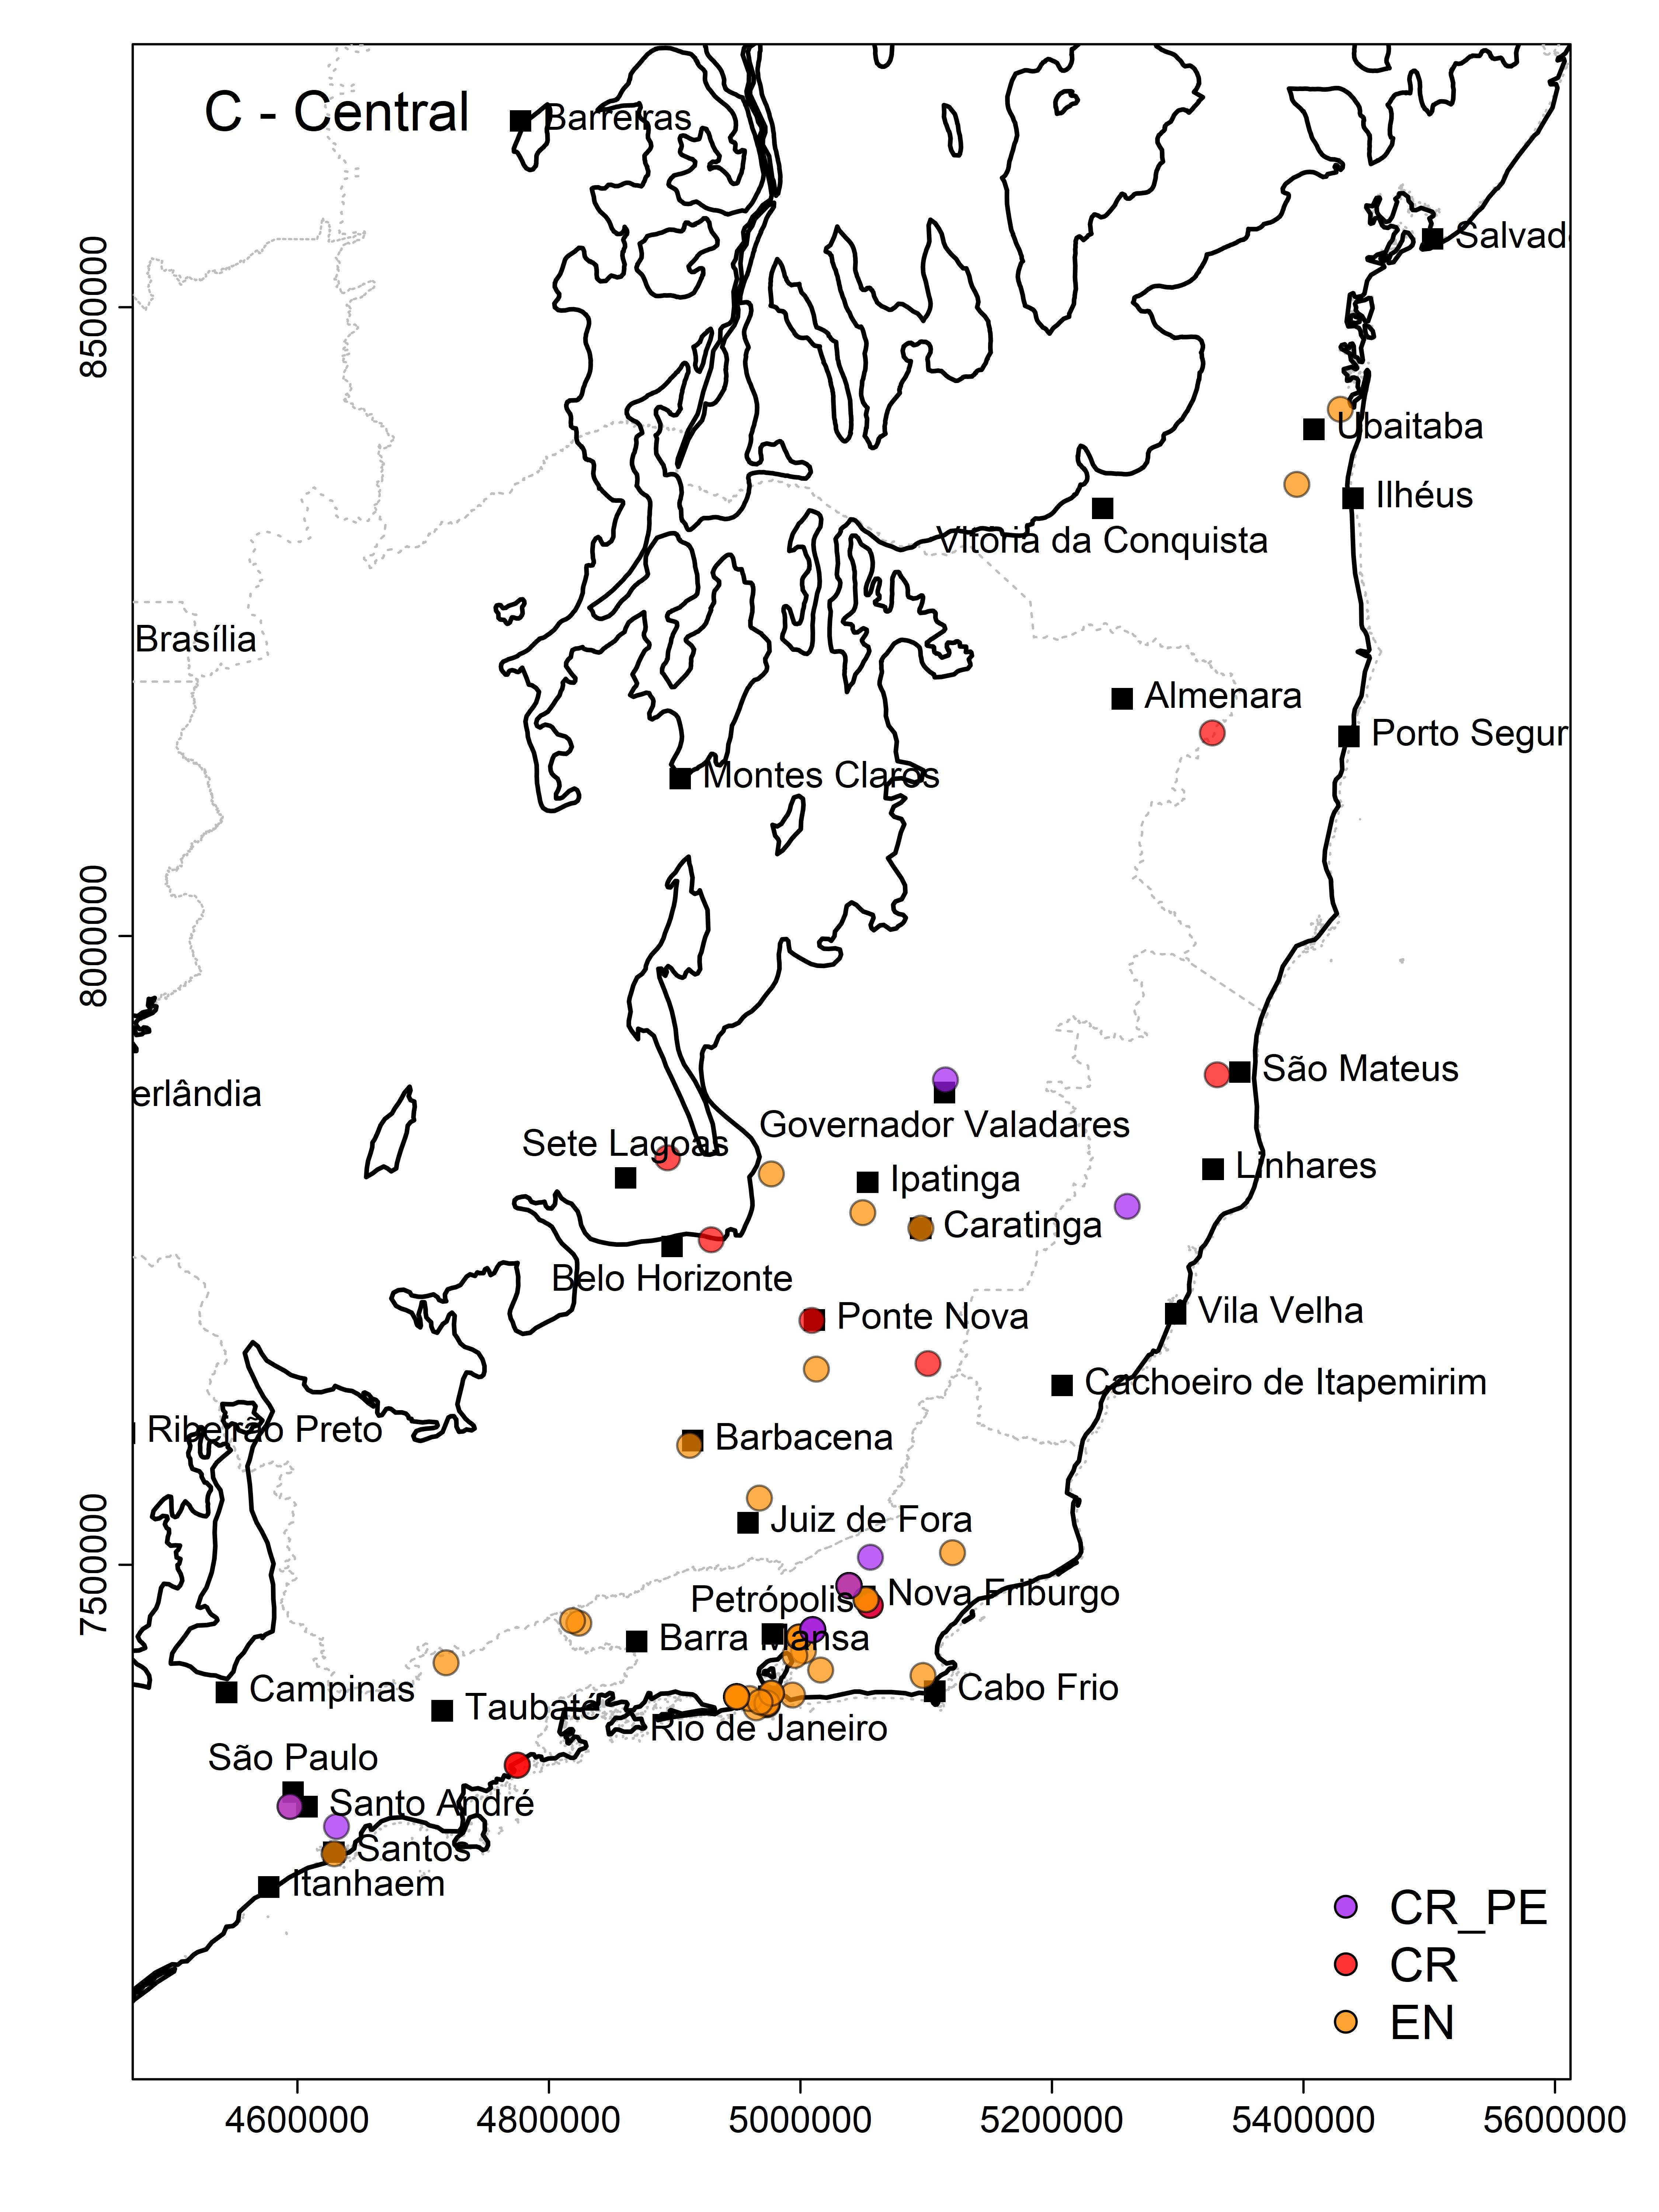 C - Central
Barreiras
Salvad
8500000
Ubaitaba
Ilhéus
Vitória da Conquista
Brasília
Almenara
Porto Segur
Montes Claros
8000000
São Mateus
erlândia
Governador Valadares
Sete Lagoas
Linhares
Ipatinga
Caratinga
Belo Horizonte
Vila Velha
Ponte Nova
Cachoeiro de Itapemirim
Ribeirão Preto
Barbacena
Juiz de Fora
7500000
Nova Friburgo
Petrópolis
Barra Mansa
Cabo Frio
Campinas
Taubaté
Rio de Janeiro
São Paulo
Santo André
Santos
Itanhaem
CR_PE
CR
EN
4600000 4800000 5000000 5200000 5400000 5600000